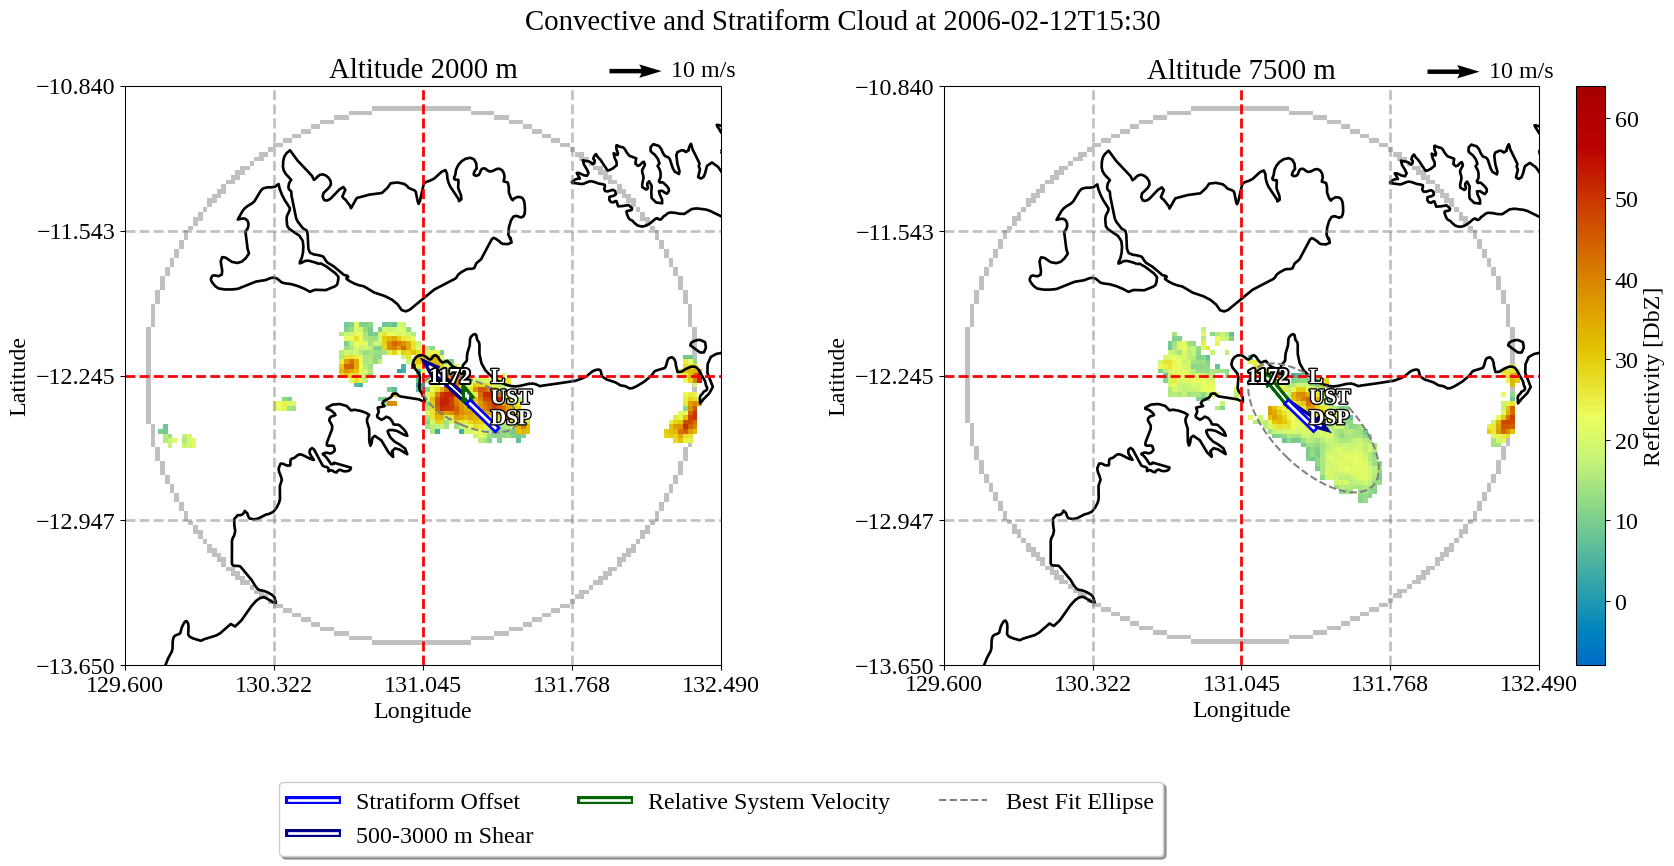 Convective and Stratiform Cloud at 2006-02-12T15:30
Altitude 2000 m
10 m/s
Altitude 7500 m
10 m/s
−10.840
−11.543
−12.245
−12.947
−13.650
Latitude
129.600
130.322
131.045
131.768
132.490
Longitude
1172
L
UST
DSP
−10.840
−11.543
−12.245
−12.947
−13.650
Latitude
129.600
130.322
131.045
131.768
132.490
Longitude
1172
L
UST
DSP
60
50
40
30
20
10
0
Reflectivity [DbZ]
Stratiform Offset
500-3000 m Shear
Relative System Velocity
Best Fit Ellipse